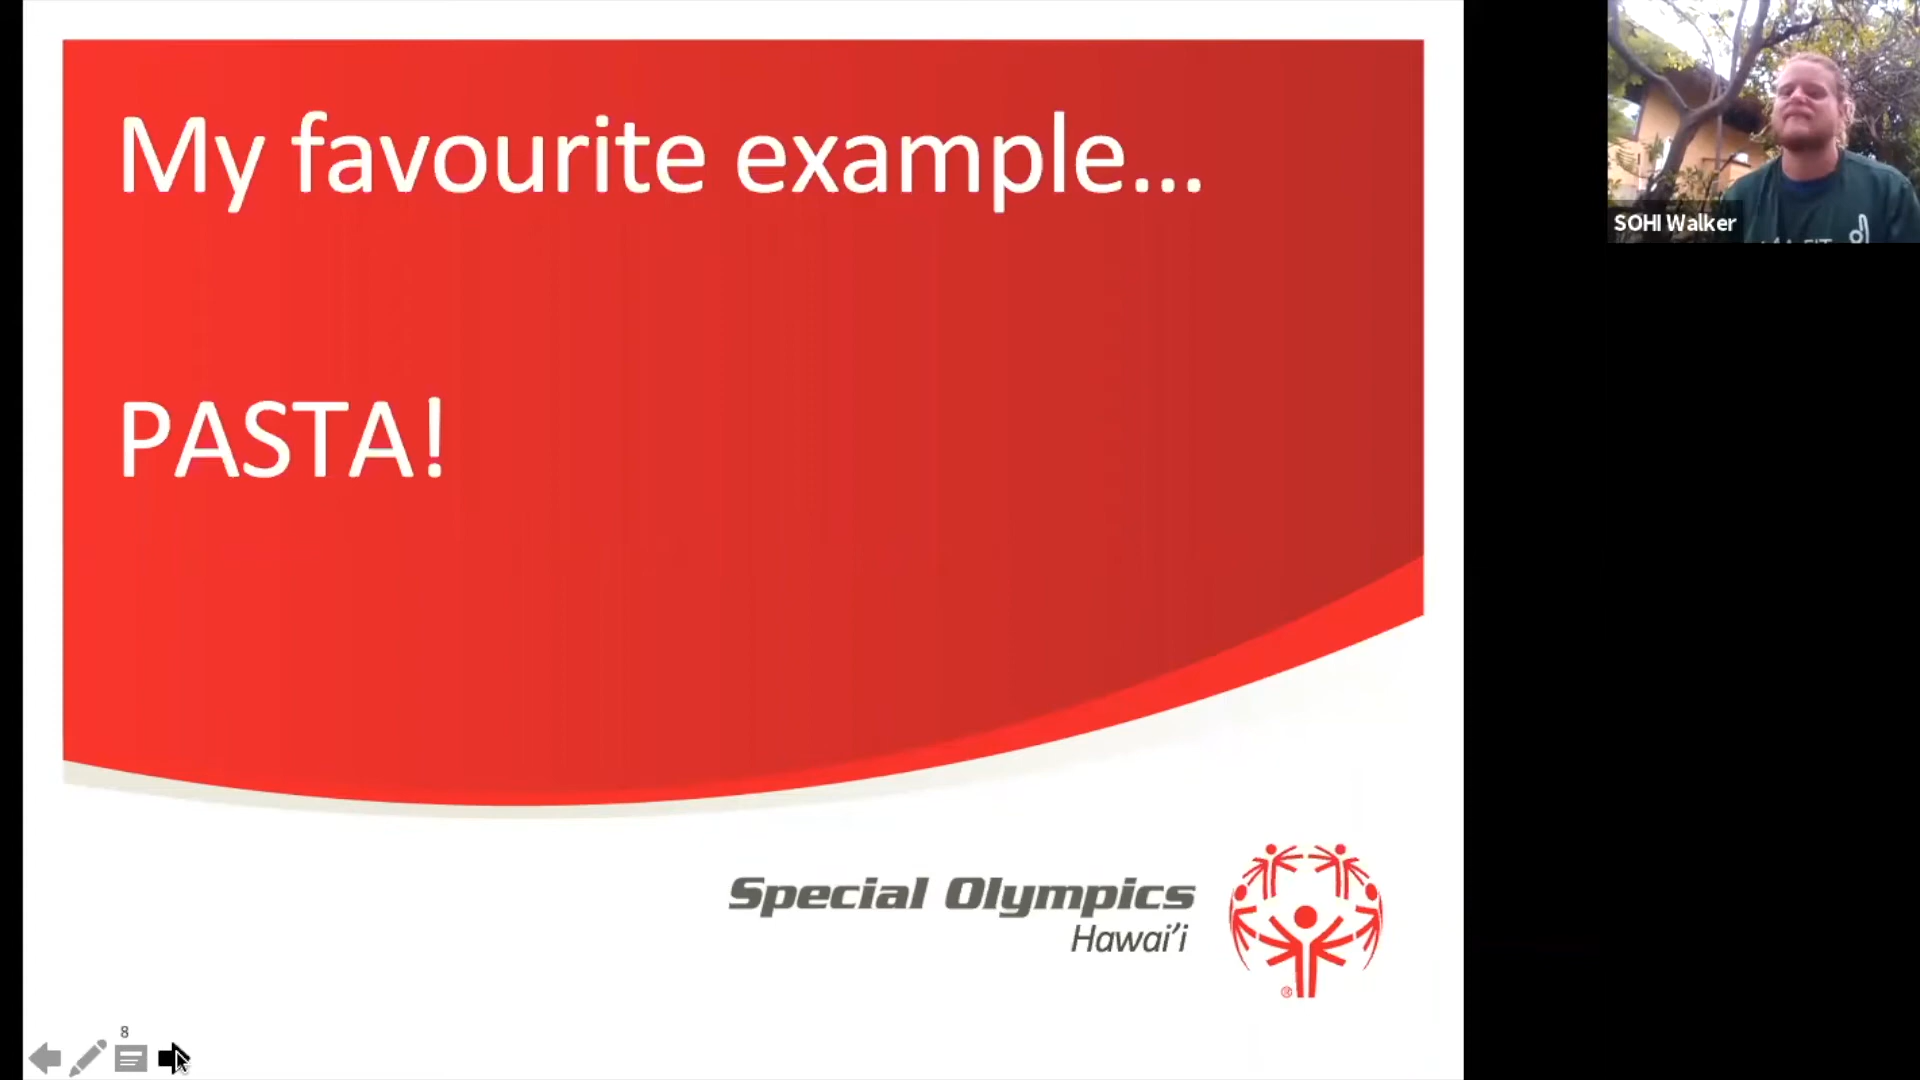 My favourite example...
PASTA!
Special Olympics
Hawai'i
®
8
SOHI Walker